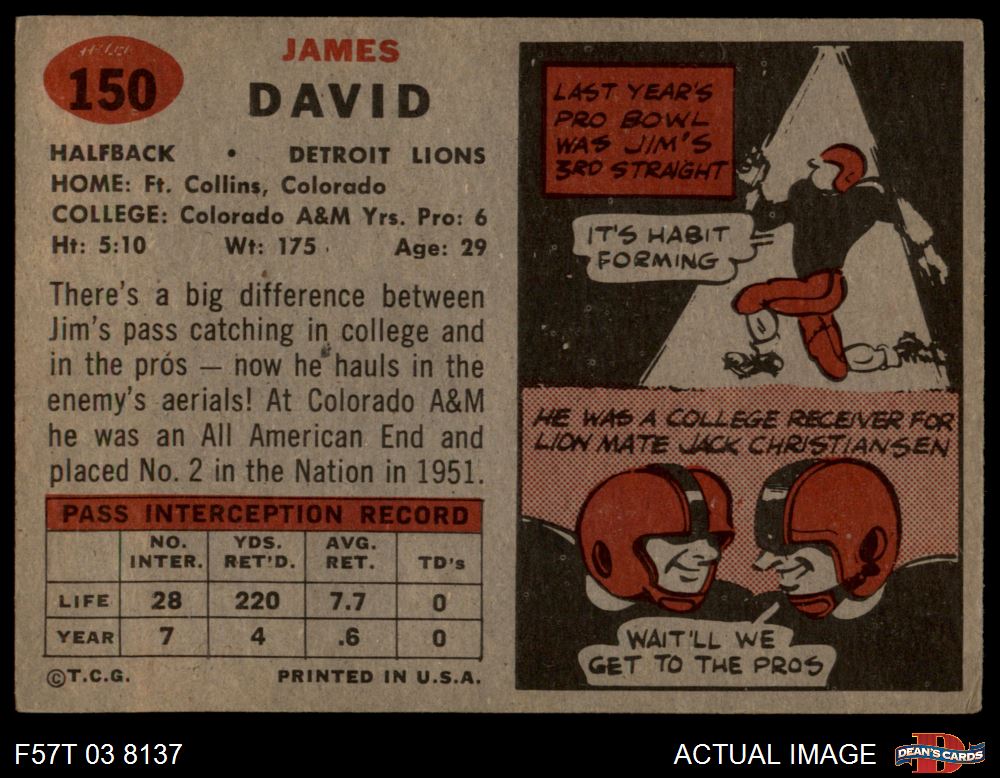 150
JAMES
DAVID
HALFBACK • DETROIT LIONS
HOME: Ft. Collins, Colorado
COLLEGE: Colorado A&M Yrs. Pro: 6
Ht: 5:10 Wt: 175 Age: 29
There's a big difference between
Jim's pass catching in college and
in the prós — now he hauls in the
enemy's aerials! At Colorado A&M
he was an All American End and
placed No. 2 in the Nation in 1951.
PASS INTERCEPTION RECORD
NO. INTER. YDS. RET'D. AVG. RET. TD's
LIFE 28 220 7.7 0
YEAR 7 4 .6 0
©T.C.G. PRINTED IN U.S.A.
LAST YEAR'S
PRO BOWL
WAS JIM'S
3RD STRAIGHT
IT'S HABIT
FORMING
HE WAS A COLLEGE RECEIVER FOR
LION MATE JACK CHRISTIANSEN
WAIT'LL WE
GET TO THE PROS
F57T 03 8137 ACTUAL IMAGE
D
DEAN'S CARDS